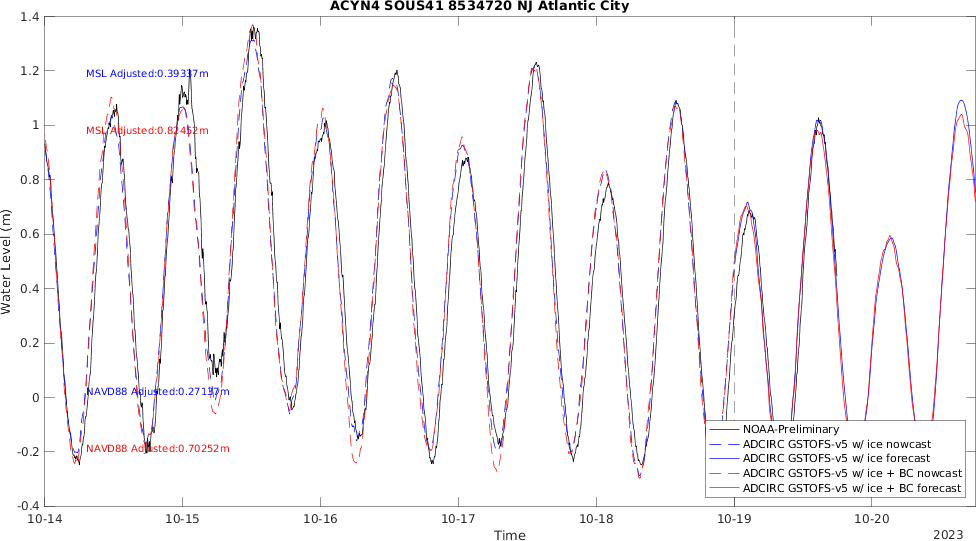 ACYN4 SOUS41 8534720 NJ Atlantic City
1.4
1.2
1
0.8
0.6
0.4
0.2
0
-0.2
-0.4
Water Level (m)
MSL Adjusted:0.39337m
MSL Adjusted:0.82452m
NAVD88 Adjusted:0.27137m
NAVD88 Adjusted:0.70252m
NOAA-Preliminary
ADCIRC GSTOFS-v5 w/ ice nowcast
ADCIRC GSTOFS-v5 w/ ice forecast
ADCIRC GSTOFS-v5 w/ ice + BC nowcast
ADCIRC GSTOFS-v5 w/ ice + BC forecast
10-14
10-15
10-16
10-17
10-18
10-19
10-20
Time
2023